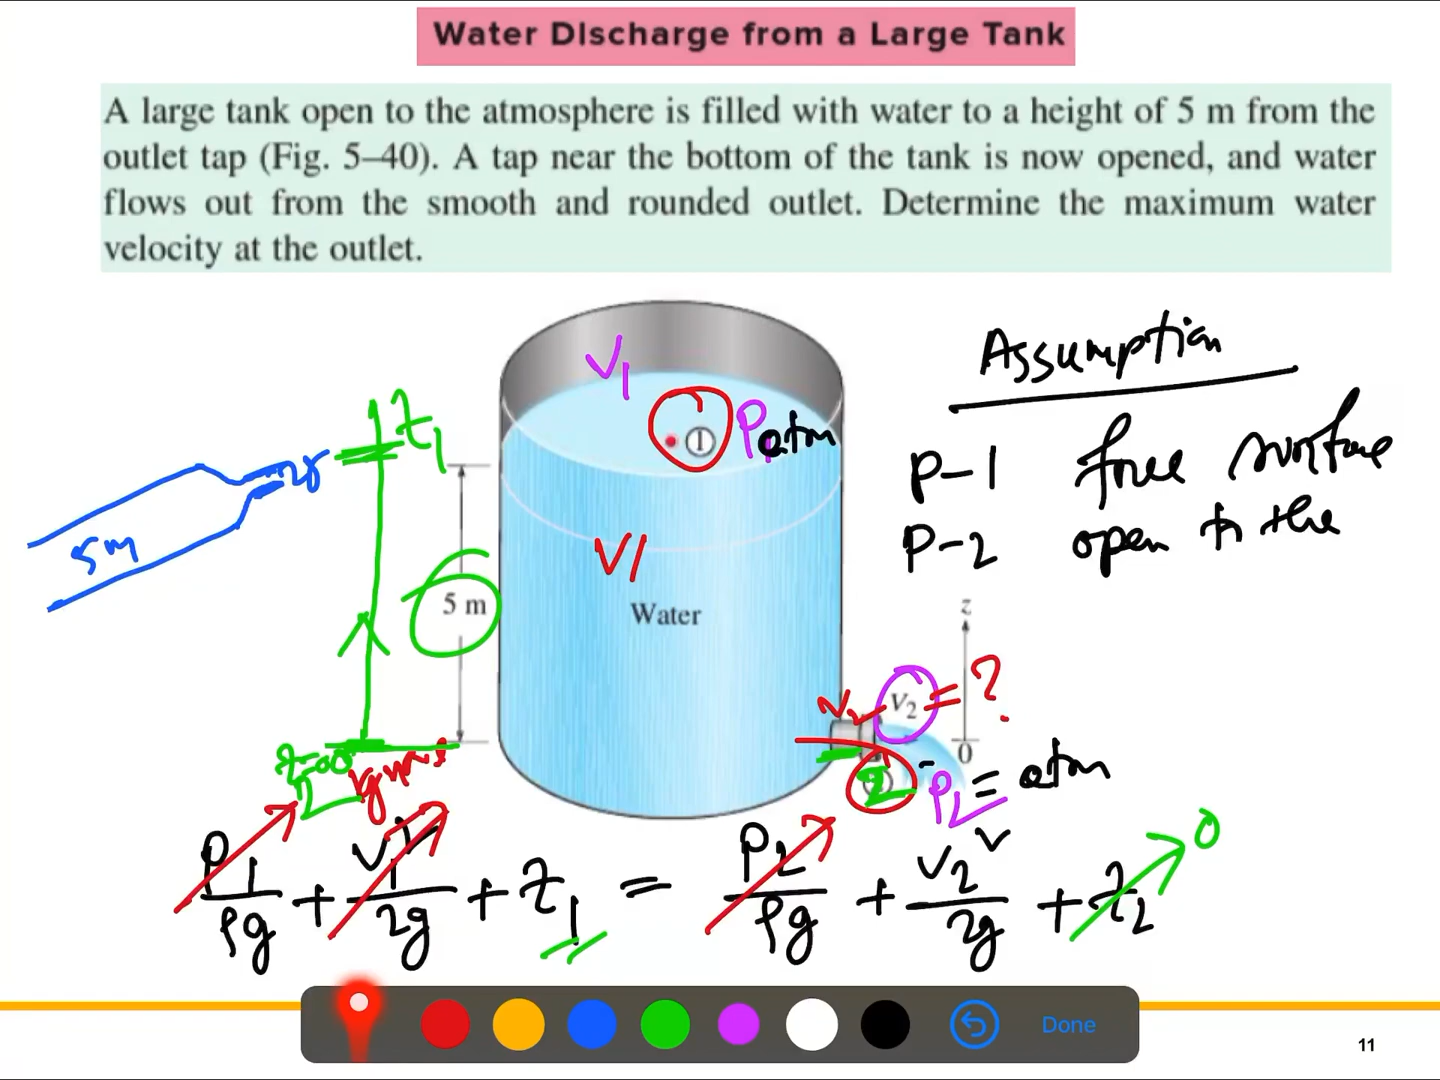 Water Discharge from a Large Tank
A large tank open to the atmosphere is filled with water to a height of 5 m from the
outlet tap (Fig. 5–40). A tap near the bottom of the tank is now opened, and water
flows out from the smooth and rounded outlet. Determine the maximum water
velocity at the outlet.
Assumption
V1
Z1
1
P1 atm
P-1 free surface
P-2 open to the
5m
V1
5 m
Water
z
V2 = ?
0
2
P2 = atm
P1/ρg + V1²/2g + Z1 = P2/ρg + V2²/2g + Z2 0
Done
11